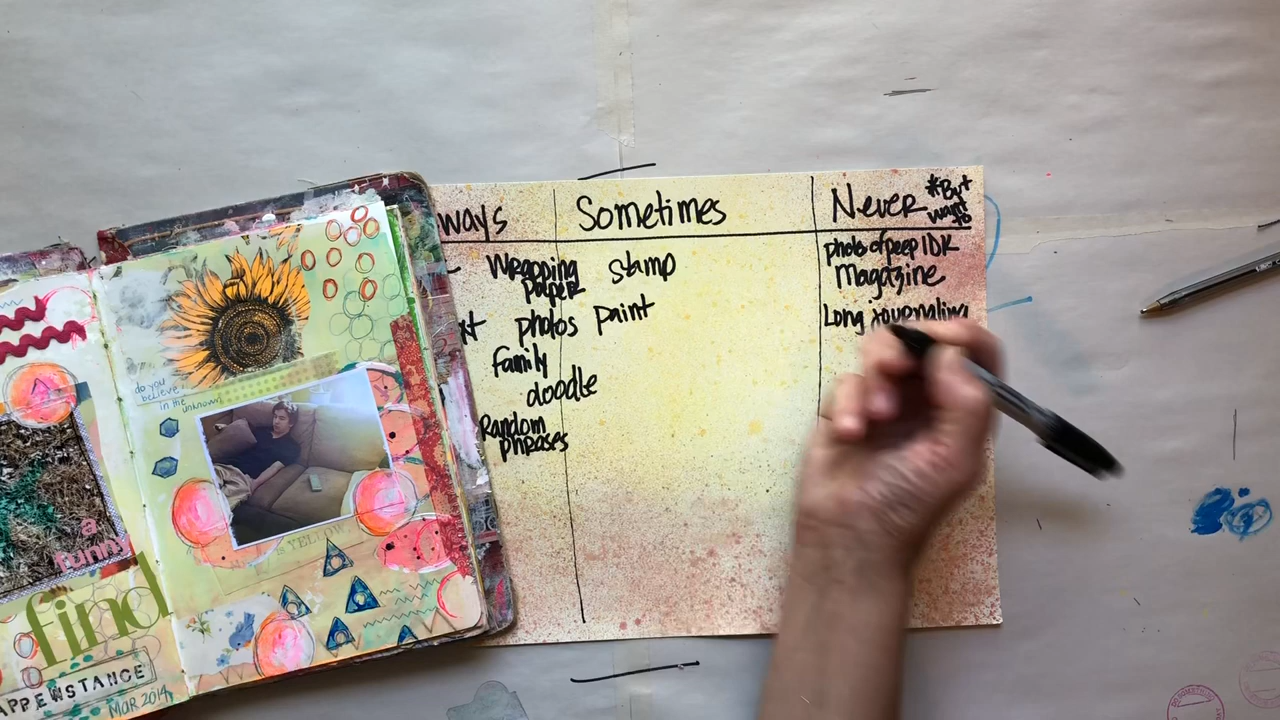 ways
Sometimes
Never
*But
want
to
Wrapping
paper
stamp
photo of peep IDK
Magazine
photos
paint
Long Journaling
Family
doodle
Random
phrases
do you
believe
in the unknown
a
funny
find
APPENSTANCE
MAR 2014